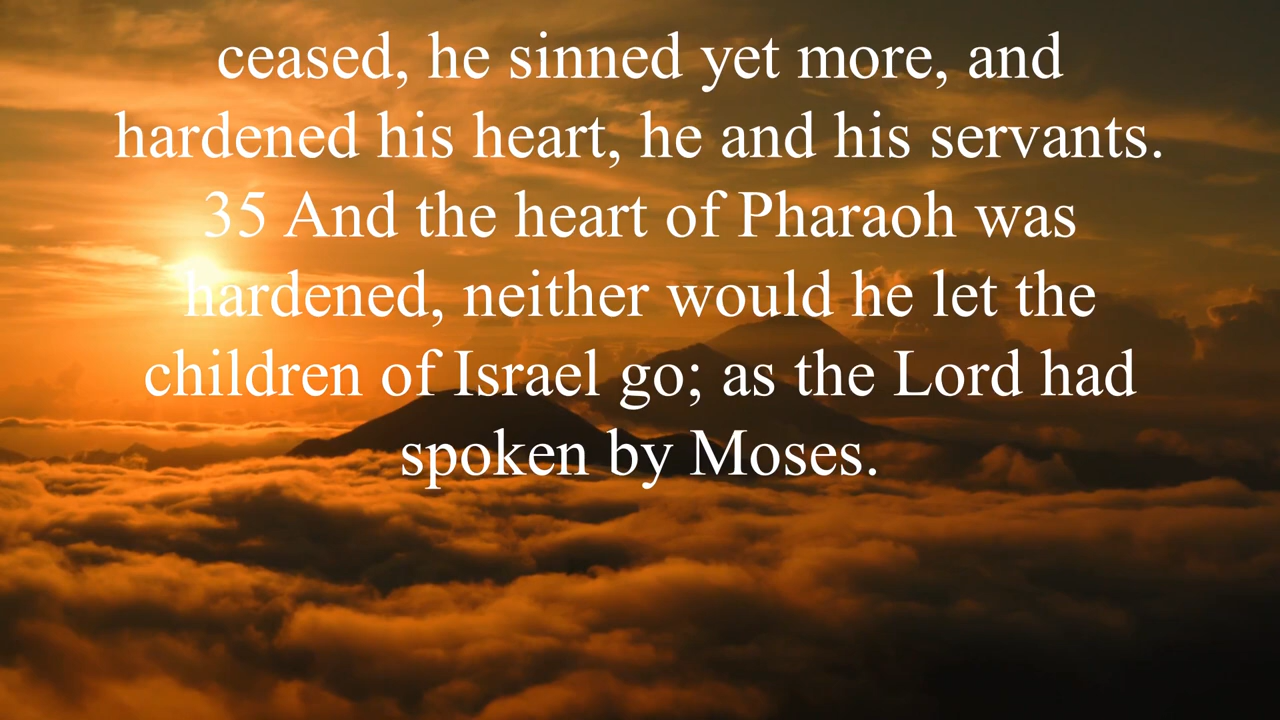 ceased, he sinned yet more, and
hardened his heart, he and his servants.
35 And the heart of Pharaoh was
hardened, neither would he let the
children of Israel go; as the Lord had
spoken by Moses.